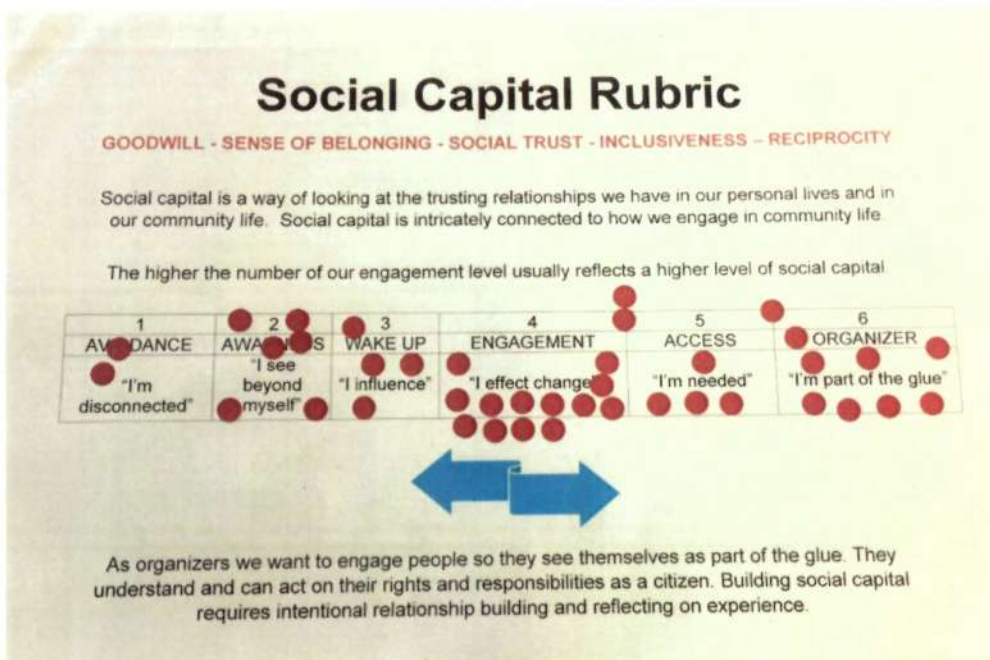 Social Capital Rubric
GOODWILL - SENSE OF BELONGING - SOCIAL TRUST - INCLUSIVENESS – RECIPROCITY
Social capital is a way of looking at the trusting relationships we have in our personal lives and in
our community life. Social capital is intricately connected to how we engage in community life.
The higher the number of our engagement level usually reflects a higher level of social capital
1 2 3 4 5 6
WAKE UP ENGAGEMENT ACCESS ORGANIZER
"I'm
disconnected"
"I see
beyond
myself"
"I influence"
"I effect change"
"I'm needed"
"I'm part of the glue"
As organizers we want to engage people so they see themselves as part of the glue. They
understand and can act on their rights and responsibilities as a citizen. Building social capital
requires intentional relationship building and reflecting on experience.